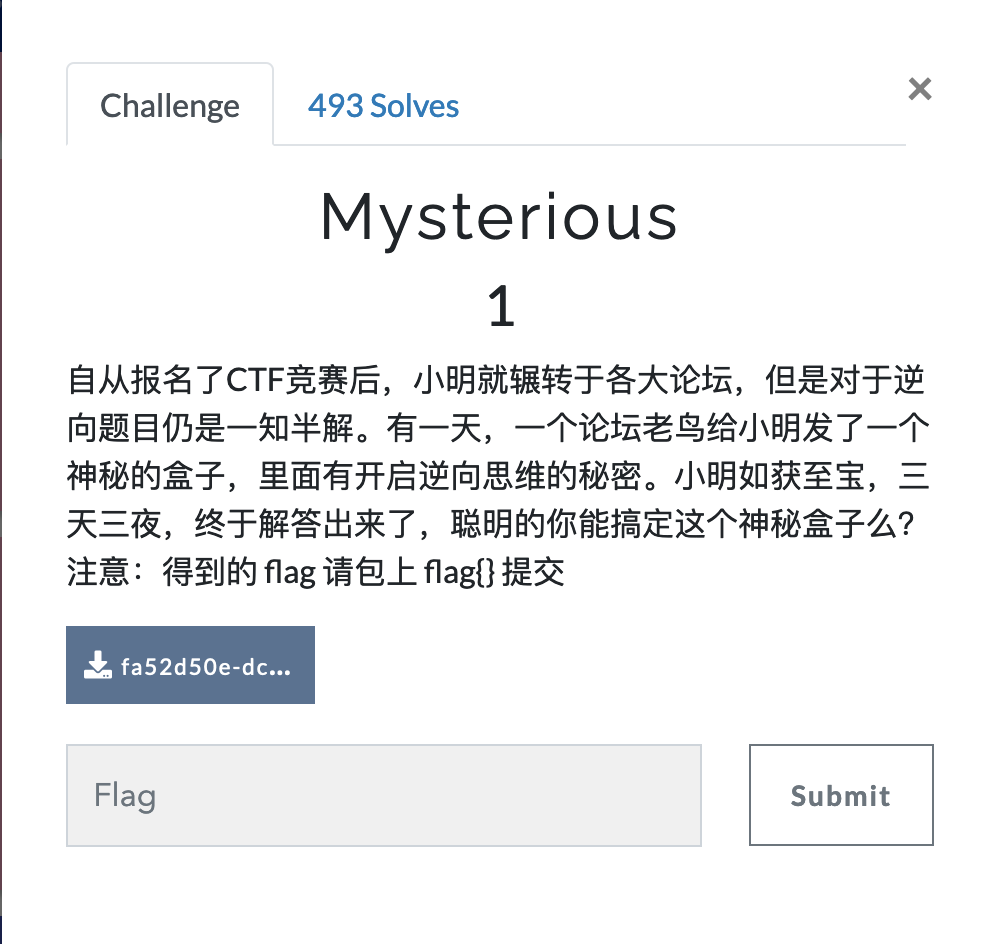 Challenge
493 Solves
×
Mysterious
1
自从报名了CTF竞赛后，小明就辗转于各大论坛，但是对于逆
向题目仍是一知半解。有一天，一个论坛老鸟给小明发了一个
神秘的盒子，里面有开启逆向思维的秘密。小明如获至宝，三
天三夜，终于解答出来了，聪明的你能搞定这个神秘盒子么？
注意：得到的 flag 请包上 flag{} 提交
fa52d50e-dc...
Flag
Submit